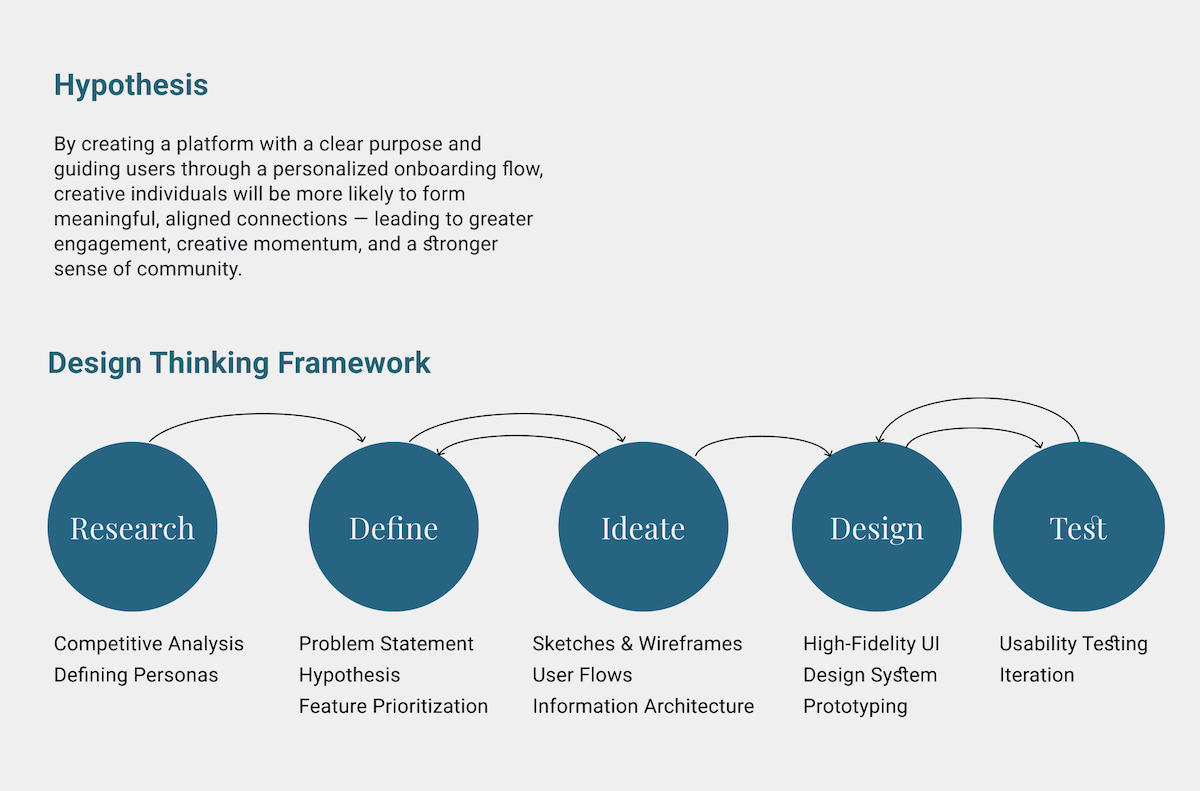 Hypothesis
By creating a platform with a clear purpose and
guiding users through a personalized onboarding flow,
creative individuals will be more likely to form
meaningful, aligned connections — leading to greater
engagement, creative momentum, and a stronger
sense of community.
Design Thinking Framework
Research
Define
Ideate
Design
Test
Competitive Analysis
Defining Personas
Problem Statement
Hypothesis
Feature Prioritization
Sketches & Wireframes
User Flows
Information Architecture
High-Fidelity UI
Design System
Prototyping
Usability Testing
Iteration